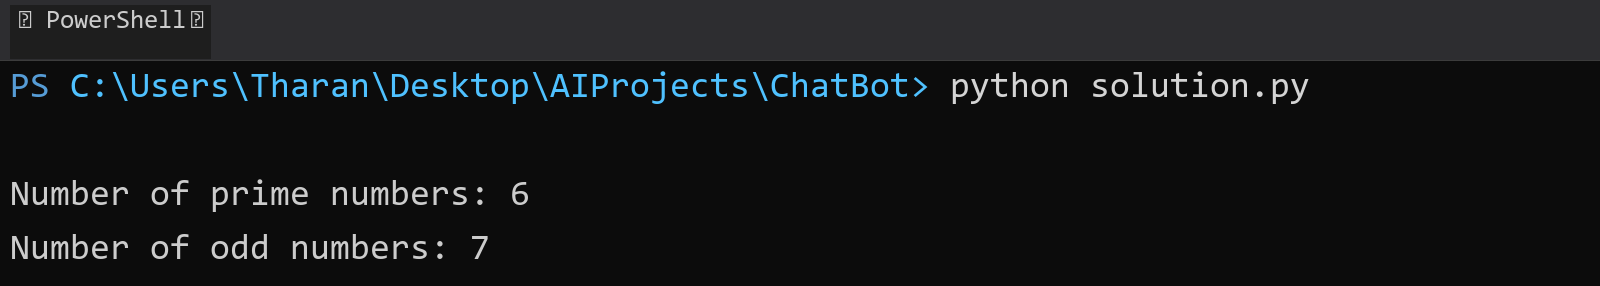 PowerShell
PS C:\Users\Tharan\Desktop\AIProjects\ChatBot> python solution.py
Number of prime numbers: 6
Number of odd numbers: 7